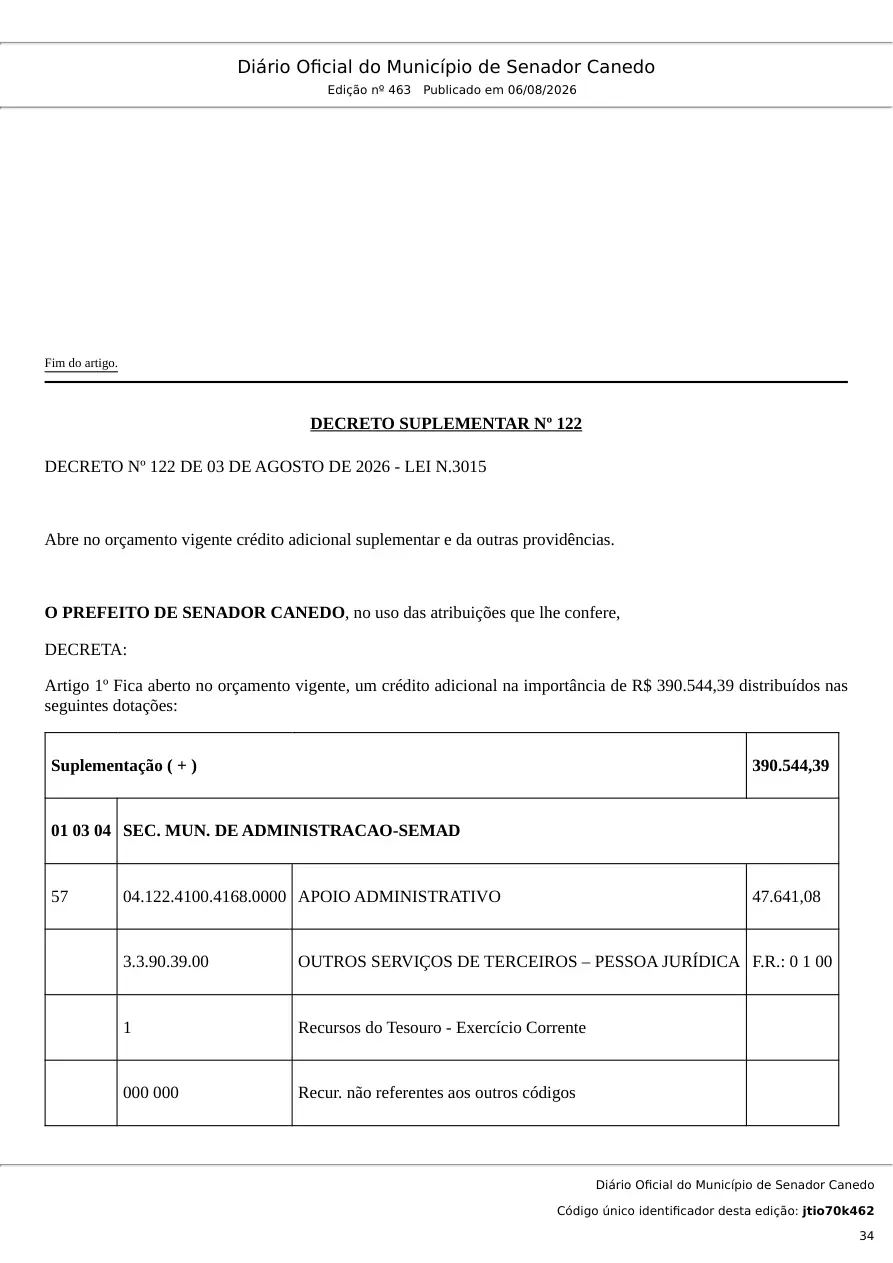 Diário Oficial do Município de Senador Canedo
Edição nº 463 Publicado em 06/08/2026
Fim do artigo.
DECRETO SUPLEMENTAR Nº 122
DECRETO Nº 122 DE 03 DE AGOSTO DE 2026 - LEI N.3015
Abre no orçamento vigente crédito adicional suplementar e da outras providências.
O PREFEITO DE SENADOR CANEDO, no uso das atribuições que lhe confere,
DECRETA:
Artigo 1º Fica aberto no orçamento vigente, um crédito adicional na importância de R$ 390.544,39 distribuídos nas
seguintes dotações:
Suplementação ( + ) 390.544,39
01 03 04 SEC. MUN. DE ADMINISTRACAO-SEMAD
57 04.122.4100.4168.0000 APOIO ADMINISTRATIVO 47.641,08
3.3.90.39.00 OUTROS SERVIÇOS DE TERCEIROS – PESSOA JURÍDICA F.R.: 0 1 00
1 Recursos do Tesouro - Exercício Corrente
000 000 Recur. não referentes aos outros códigos
Diário Oficial do Município de Senador Canedo
Código único identificador desta edição: jtio70k462
34